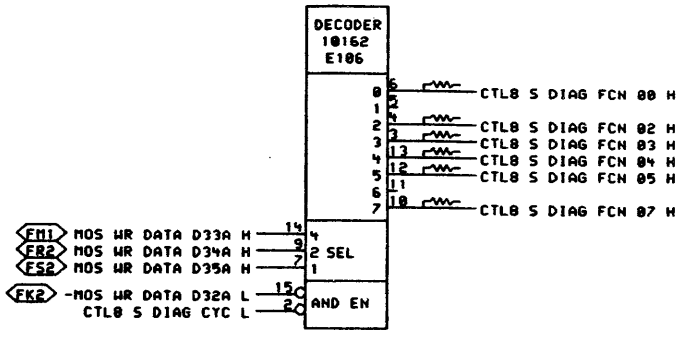 DECODER
10162
E106
0 6 CTL8 S DIAG FCN 00 H
1 5
2 4 CTL8 S DIAG FCN 02 H
3 3 CTL8 S DIAG FCN 03 H
4 13 CTL8 S DIAG FCN 04 H
5 12 CTL8 S DIAG FCN 05 H
6 11
7 10 CTL8 S DIAG FCN 07 H
FM1 MOS WR DATA D33A H 14 4
FR2 MOS WR DATA D34A H 9 2 SEL
FS2 MOS WR DATA D35A H 7 1
FK2 -MOS WR DATA D32A L 15 AND EN
CTL8 S DIAG CYC L 2